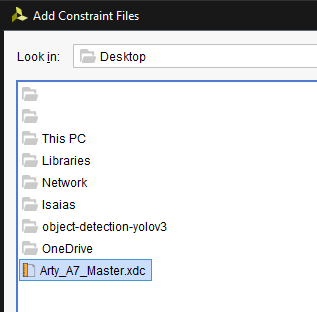 Add Constraint Files
Look in: Desktop
This PC
Libraries
Network
Isaias
object-detection-yolov3
OneDrive
Arty_A7_Master.xdc